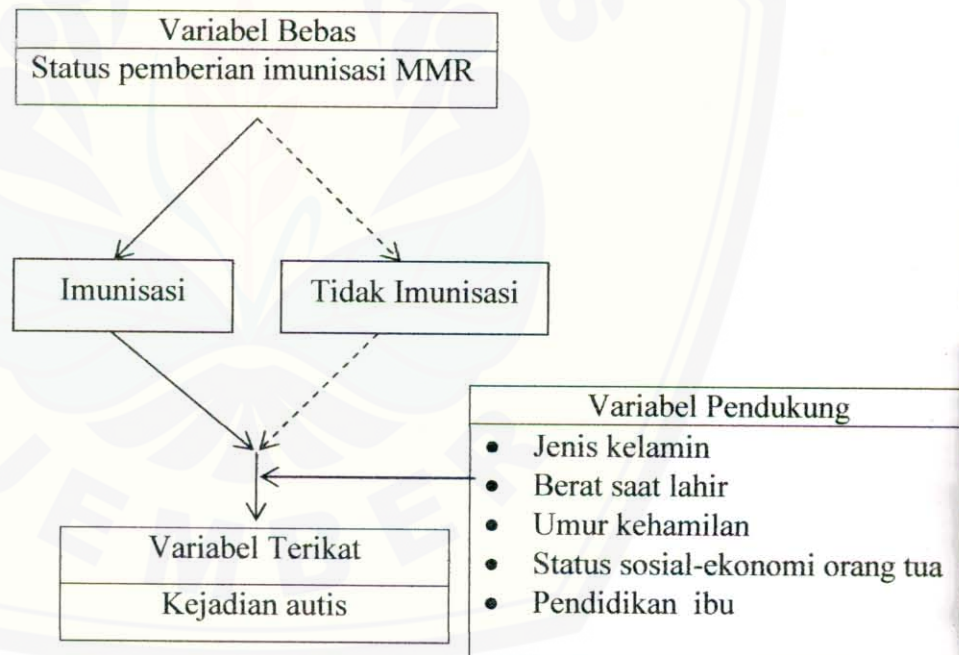 Variabel Bebas
Status pemberian imunisasi MMR
Imunisasi
Tidak Imunisasi
Variabel Pendukung
• Jenis kelamin
• Berat saat lahir
• Umur kehamilan
• Status sosial-ekonomi orang tua
• Pendidikan ibu
Variabel Terikat
Kejadian autis
JEMBER